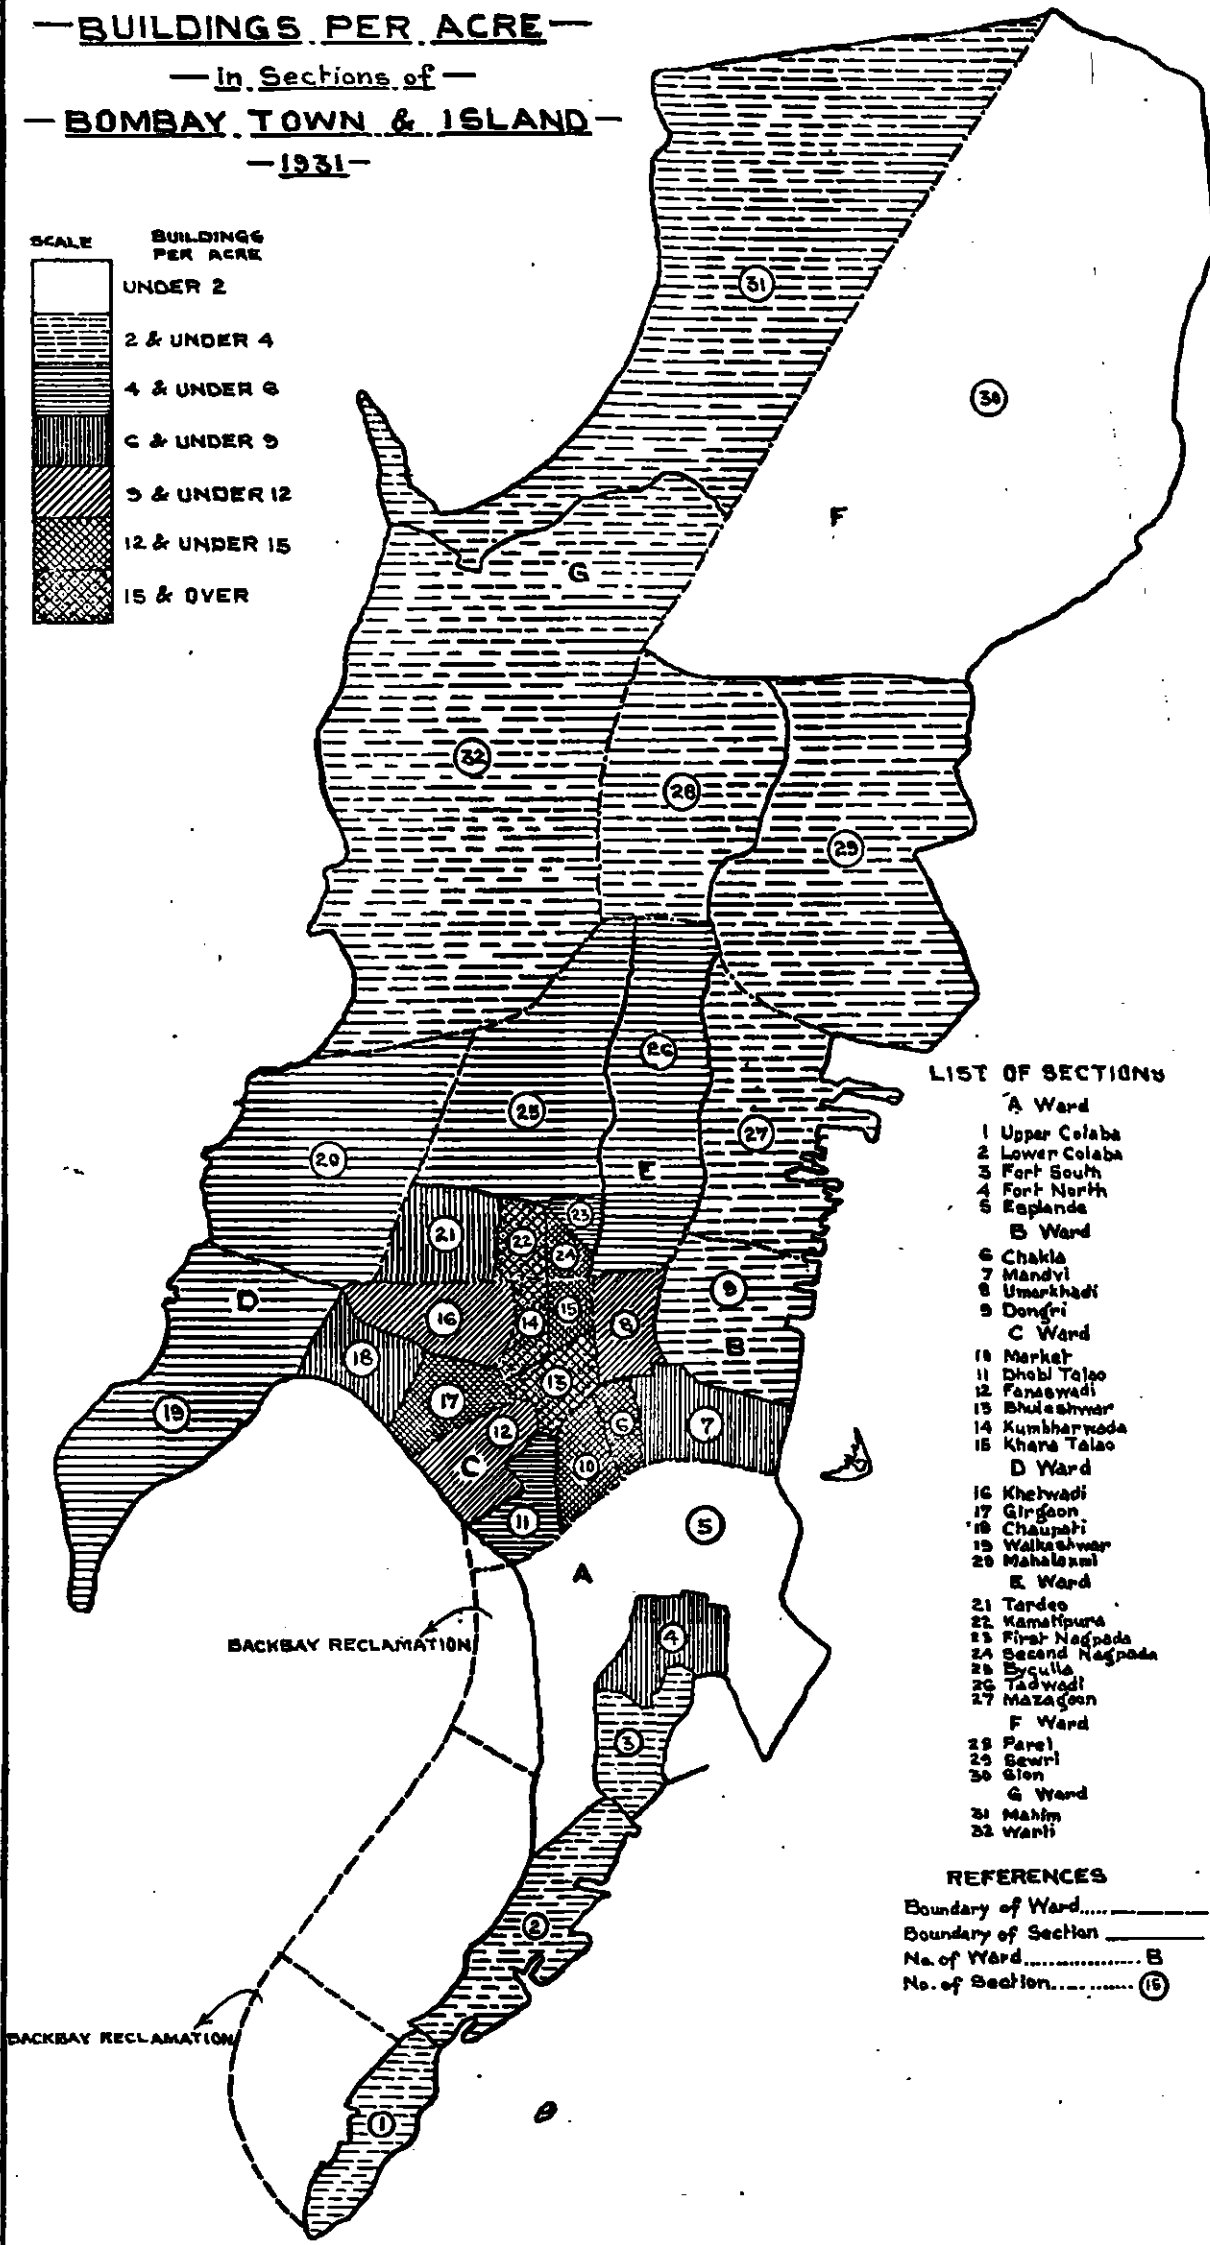 BUILDINGS PER ACRE
in Sections of
BOMBAY TOWN & ISLAND
1931
SCALE
BUILDINGS
PER ACRE
UNDER 2
2 & UNDER 4
4 & UNDER 6
6 & UNDER 9
9 & UNDER 12
12 & UNDER 15
15 & OVER
31
30
F
G
32
28
29
26
25
27
20
E
23
21
22
24
D
9
16
15
14
8
B
18
13
17
19
12
6
7
C
10
11
5
A
BACKBAY RECLAMATION
4
3
2
BACKBAY RECLAMATION
1
LIST OF SECTIONS
A Ward
1 Upper Colaba
2 Lower Colaba
3 Fort South
4 Fort North
5 Esplande
B Ward
6 Chakla
7 Mandvi
8 Umarkhadi
9 Dongri
C Ward
10 Market
11 Dhobi Talao
12 Fanaswadi
13 Bhuleshwar
14 Kumbharwada
15 Khara Talao
D Ward
16 Khetwadi
17 Girgaon
18 Chaupati
19 Walkeshwar
20 Mahalaxmi
E Ward
21 Tardeo
22 Kamatipura
23 First Nagpada
24 Second Nagpada
25 Byculla
26 Tadwadi
27 Mazagaon
F Ward
28 Parel
29 Sewri
30 Sion
G Ward
31 Mahim
32 Warli
REFERENCES
Boundary of Ward
Boundary of Section
No. of Ward B
No. of Section 15